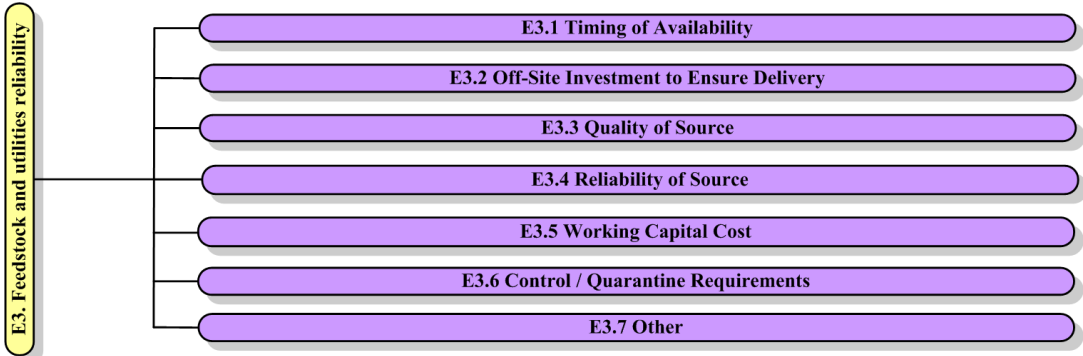 E3. Feedstock and utilities reliability
E3.1 Timing of Availability
E3.2 Off-Site Investment to Ensure Delivery
E3.3 Quality of Source
E3.4 Reliability of Source
E3.5 Working Capital Cost
E3.6 Control / Quarantine Requirements
E3.7 Other